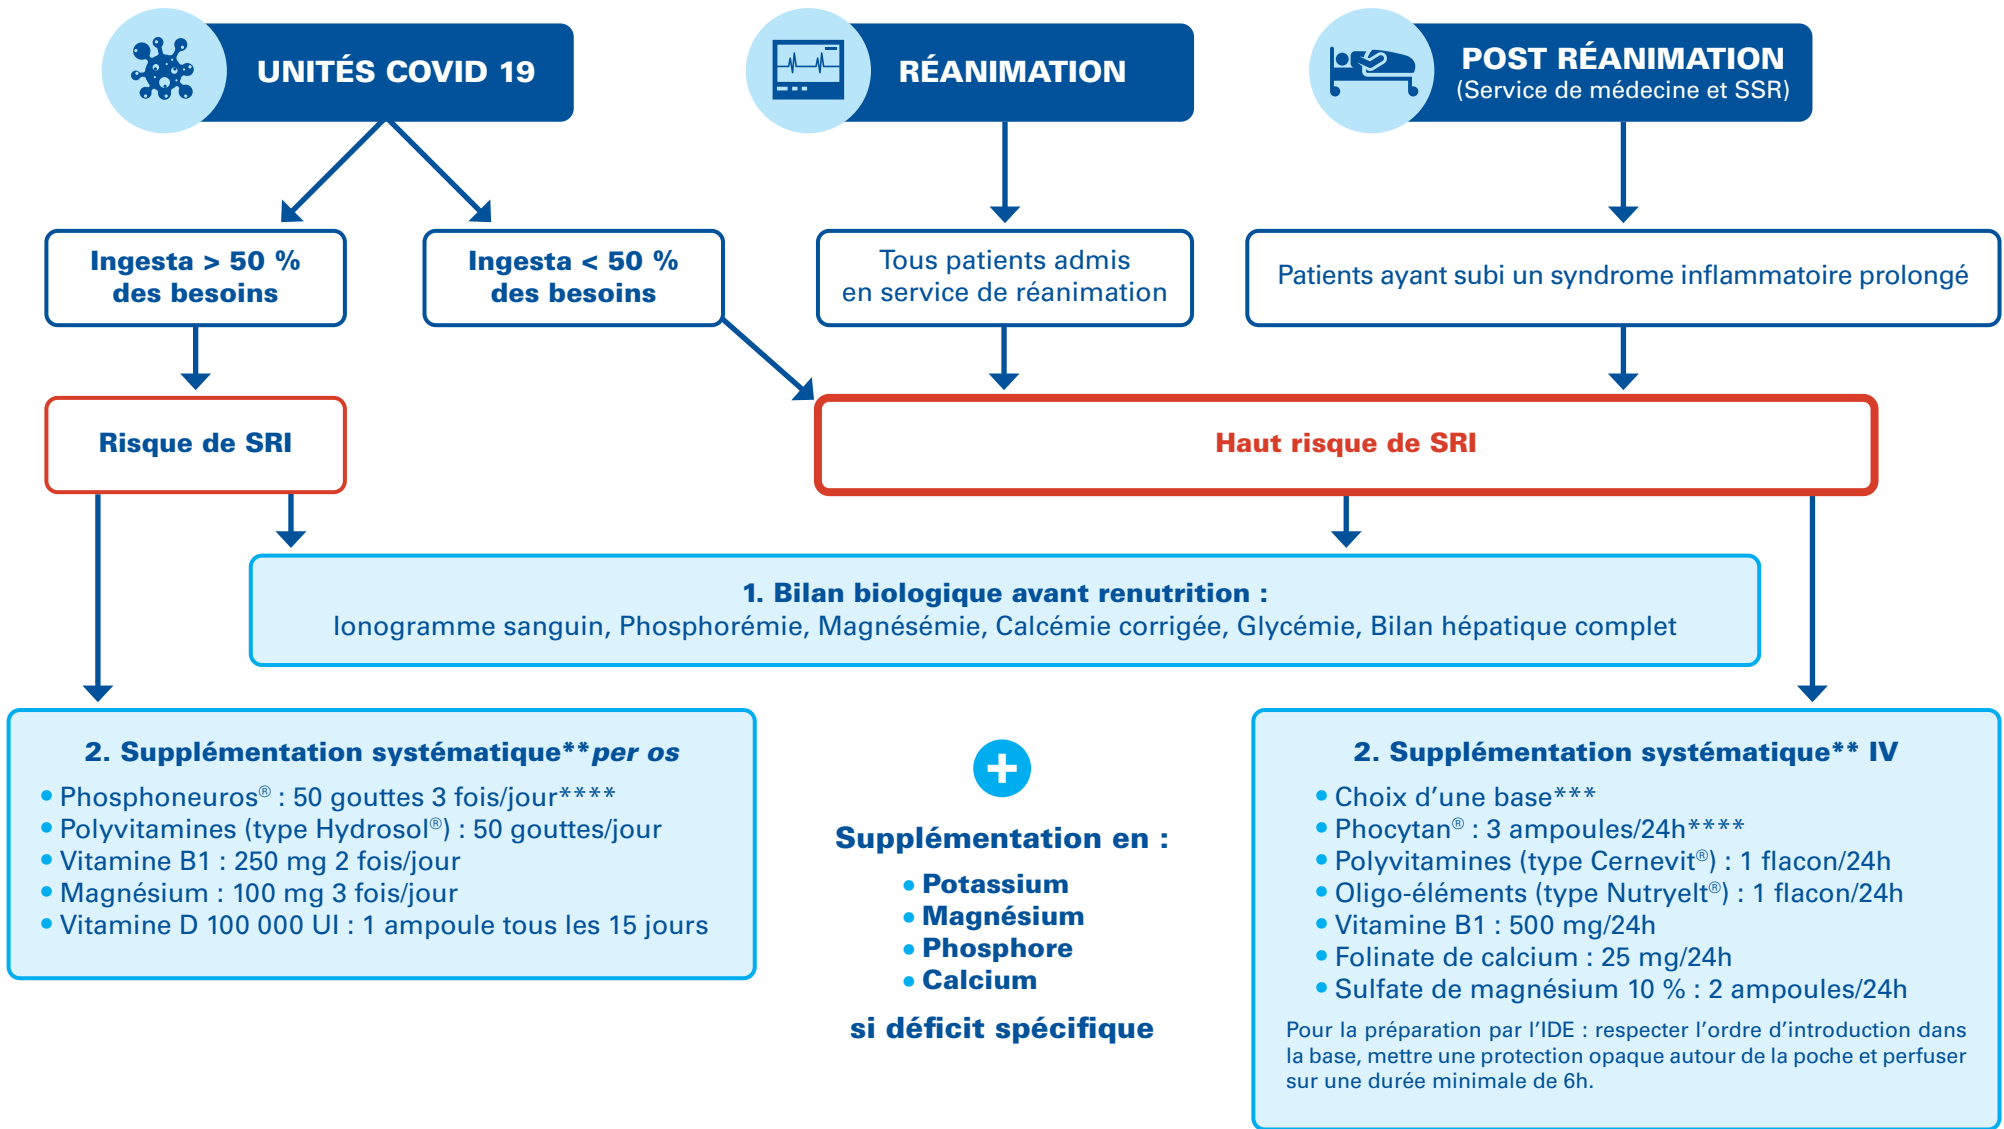 UNITÉS COVID 19
RÉANIMATION
POST RÉANIMATION
(Service de médecine et SSR)
Ingesta > 50 %
des besoins
Ingesta < 50 %
des besoins
Tous patients admis
en service de réanimation
Patients ayant subi un syndrome inflammatoire prolongé
Risque de SRI
Haut risque de SRI
1. Bilan biologique avant renutrition :
Ionogramme sanguin, Phosphorémie, Magnésémie, Calcémie corrigée, Glycémie, Bilan hépatique complet
2. Supplémentation systématique** per os
• Phosphoneuros® : 50 gouttes 3 fois/jour****
• Polyvitamines (type Hydrosol®) : 50 gouttes/jour
• Vitamine B1 : 250 mg 2 fois/jour
• Magnésium : 100 mg 3 fois/jour
• Vitamine D 100 000 UI : 1 ampoule tous les 15 jours
+
Supplémentation en :
• Potassium
• Magnésium
• Phosphore
• Calcium
si déficit spécifique
2. Supplémentation systématique** IV
• Choix d'une base***
• Phocytan® : 3 ampoules/24h****
• Polyvitamines (type Cernevit®) : 1 flacon/24h
• Oligo-éléments (type Nutryelt®) : 1 flacon/24h
• Vitamine B1 : 500 mg/24h
• Folinate de calcium : 25 mg/24h
• Sulfate de magnésium 10 % : 2 ampoules/24h
Pour la préparation par l'IDE : respecter l'ordre d'introduction dans
la base, mettre une protection opaque autour de la poche et perfuser
sur une durée minimale de 6h.